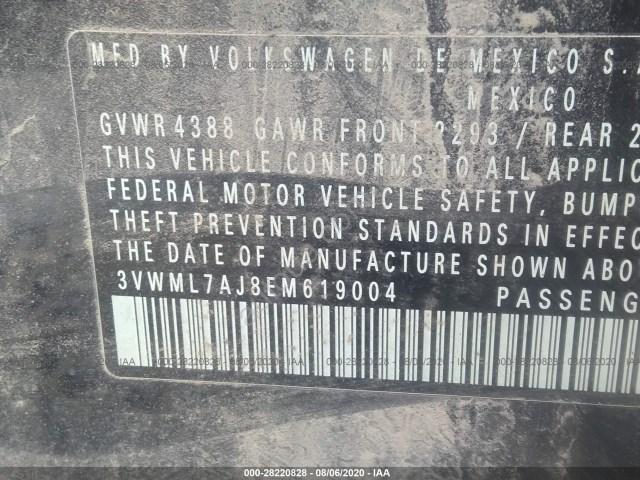 MFD BY VOLKSWAGEN DE MEXICO S.A
MEXICO
GVWR 4388 GAWR FRONT 2293 / REAR 2
THIS VEHICLE CONFORMS TO ALL APPLIC
FEDERAL MOTOR VEHICLE SAFETY, BUMP
THEFT PREVENTION STANDARDS IN EFFEC
THE DATE OF MANUFACTURE SHOWN ABO
3VWML7AJ8EM619004 PASSENG
000-28220828 - 08/06/2020 - IAA